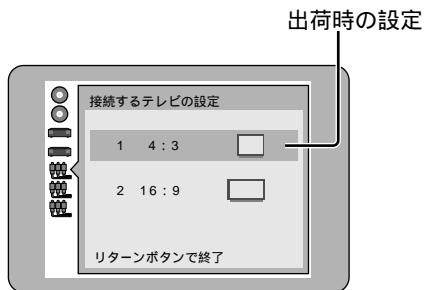 出荷時の設定
接続するテレビの設定
1 4:3
2 16:9
リターンボタンで終了